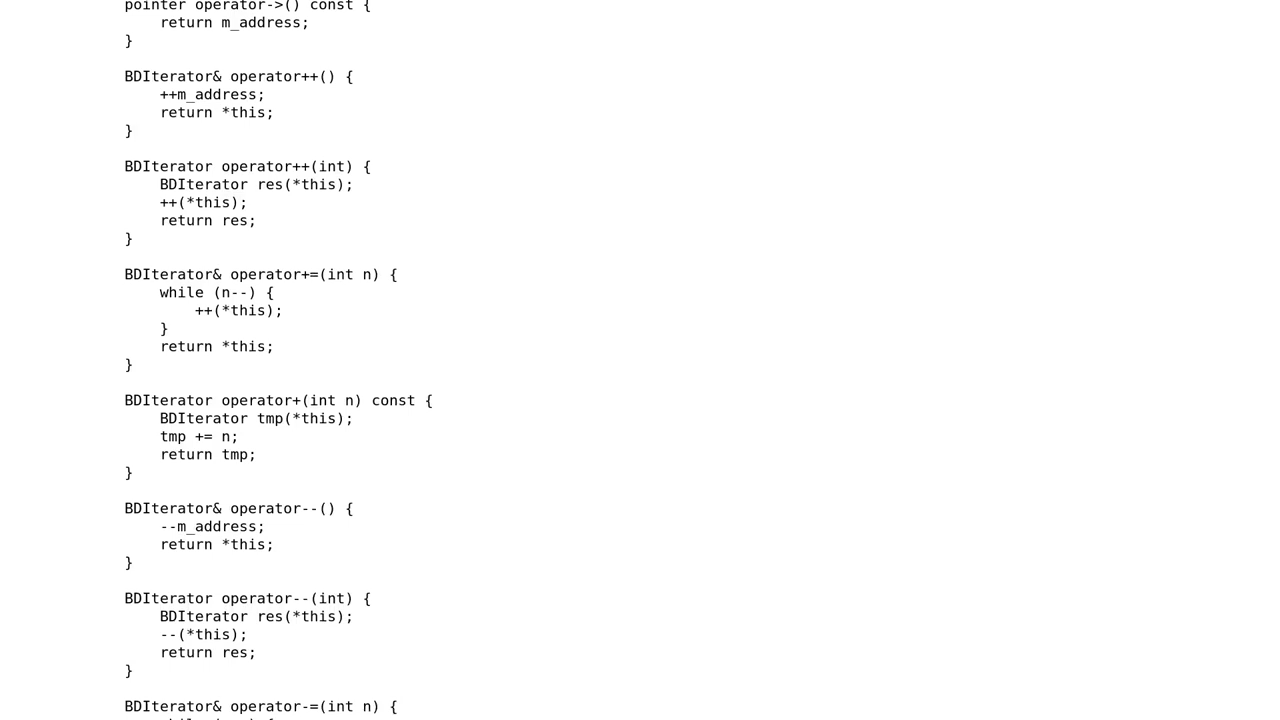 pointer operator->() const {
    return m_address;
}

BDIterator& operator++() {
    ++m_address;
    return *this;
}

BDIterator operator++(int) {
    BDIterator res(*this);
    ++(*this);
    return res;
}

BDIterator& operator+=(int n) {
    while (n--) {
        ++(*this);
    }
    return *this;
}

BDIterator operator+(int n) const {
    BDIterator tmp(*this);
    tmp += n;
    return tmp;
}

BDIterator& operator--() {
    --m_address;
    return *this;
}

BDIterator operator--(int) {
    BDIterator res(*this);
    --(*this);
    return res;
}

BDIterator& operator-=(int n) {